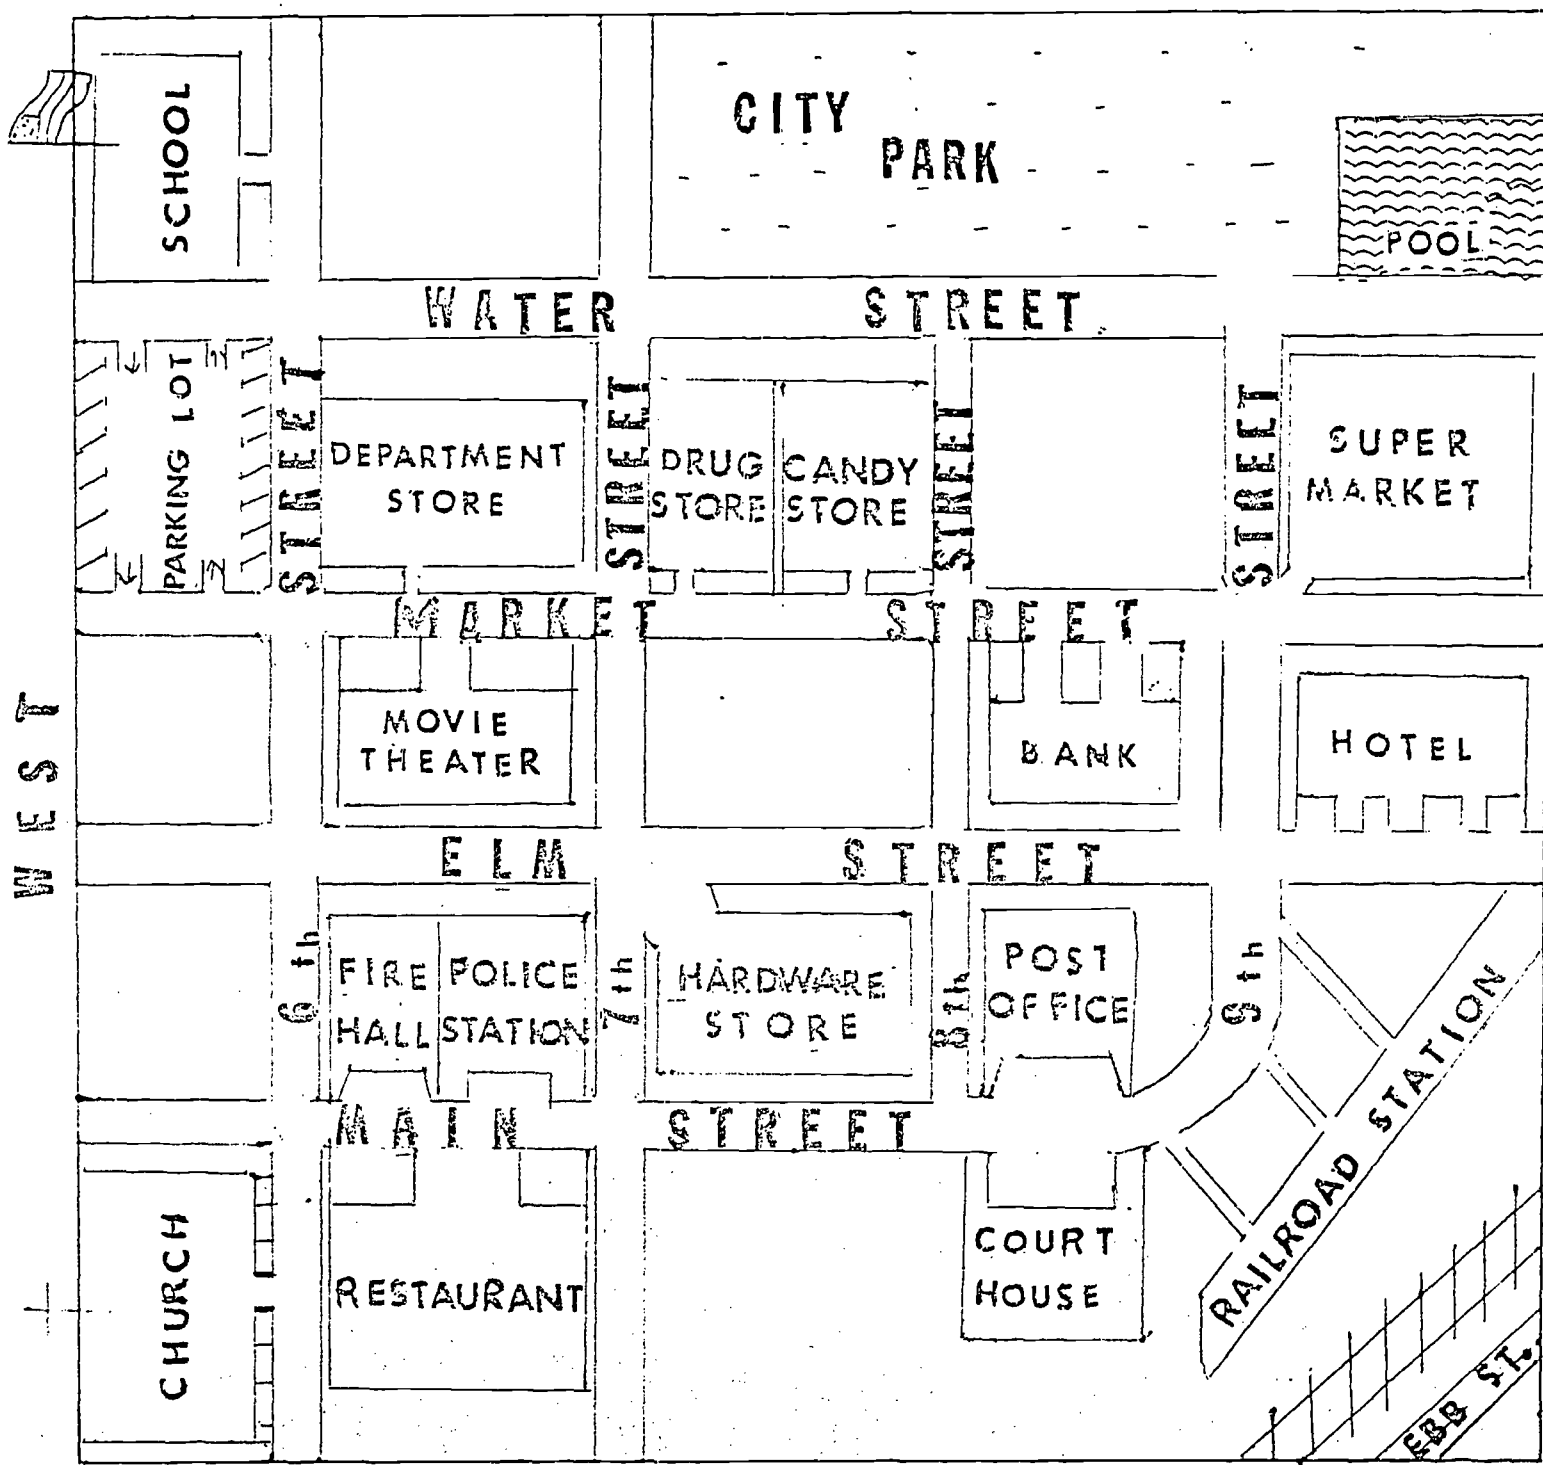 SCHOOL
CITY
PARK
POOL
WATER STREET
PARKING LOT
STREET
DEPARTMENT
STORE
STREET
DRUG
STORE
CANDY
STORE
STREET
STREET
SUPER
MARKET
MARKET STREET
WEST
MOVIE
THEATER
BANK
HOTEL
ELM STREET
6th
FIRE
HALL
POLICE
STATION
7th
HARDWARE
STORE
8th
POST
OFFICE
9th
RAILROAD STATION
MAIN STREET
CHURCH
RESTAURANT
COURT
HOUSE
EBB ST.